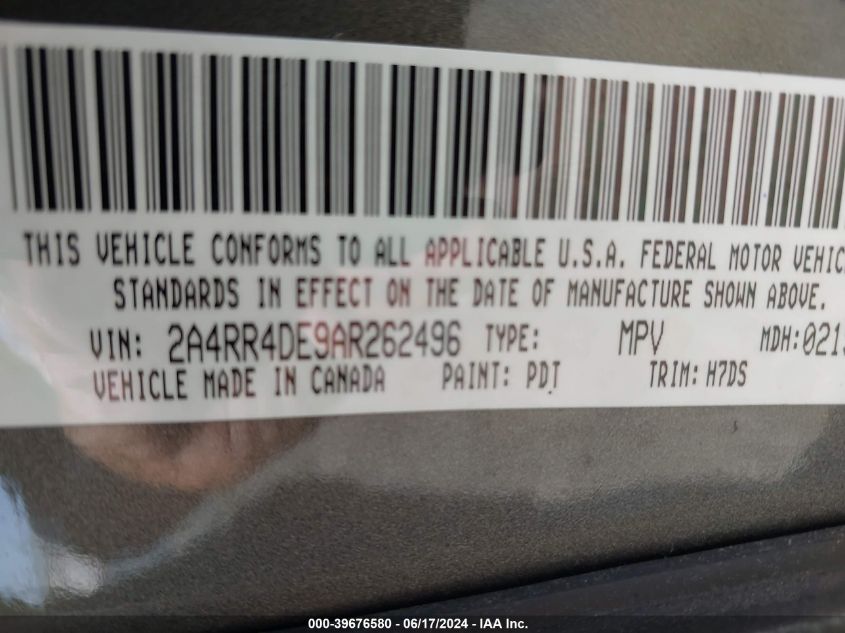 THIS VEHICLE CONFORMS TO ALL APPLICABLE U.S.A. FEDERAL MOTOR
STANDARDS IN EFFECT ON THE DATE OF MANUFACTURE SHOWN ABOVE.
VIN: 2A4RR4DE9AR262496 TYPE: MPV MDH:
VEHICLE MADE IN CANADA PAINT: PDT TRIM: H7DS
000-39676580 - 06/17/2024 - IAA Inc.